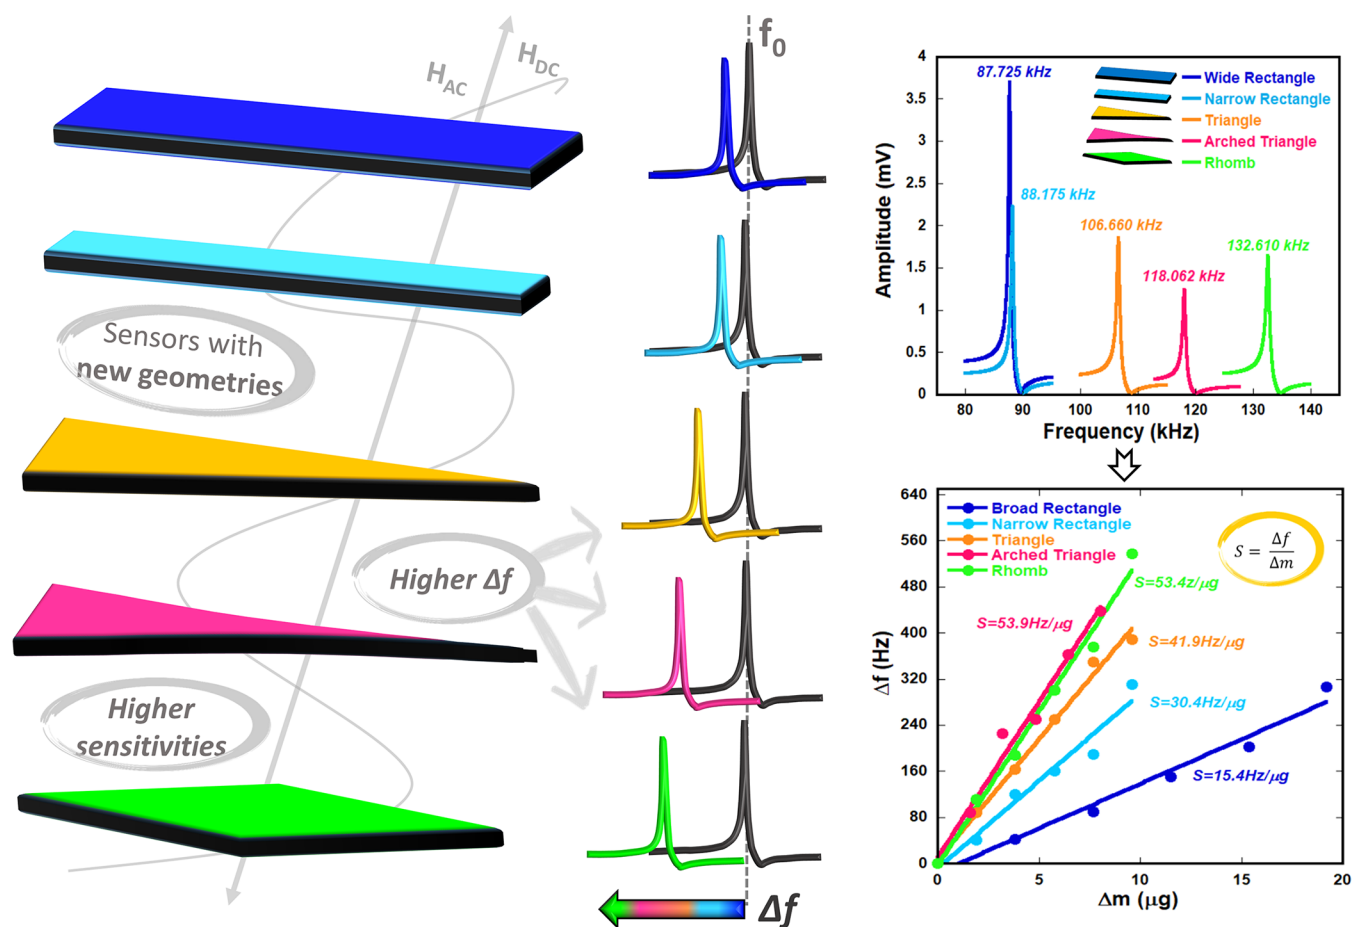 H_AC
H_DC
Sensors with
new geometries
Higher Δf
Higher
sensitivities
f₀
Δf
4
3.5
3
2.5
2
1.5
1
0.5
0
Amplitude (mV)
87.725 kHz
88.175 kHz
106.660 kHz
118.062 kHz
132.610 kHz
Wide Rectangle
Narrow Rectangle
Triangle
Arched Triangle
Rhomb
80 90 100 110 120 130 140
Frequency (kHz)
640
560
480
400
320
240
160
80
0
Δf (Hz)
Broad Rectangle
Narrow Rectangle
Triangle
Arched Triangle
Rhomb
S = Δf/Δm
S=53.4z/µg
S=53.9Hz/µg
S=41.9Hz/µg
S=30.4Hz/µg
S=15.4Hz/µg
0 5 10 15 20
Δm (µg)